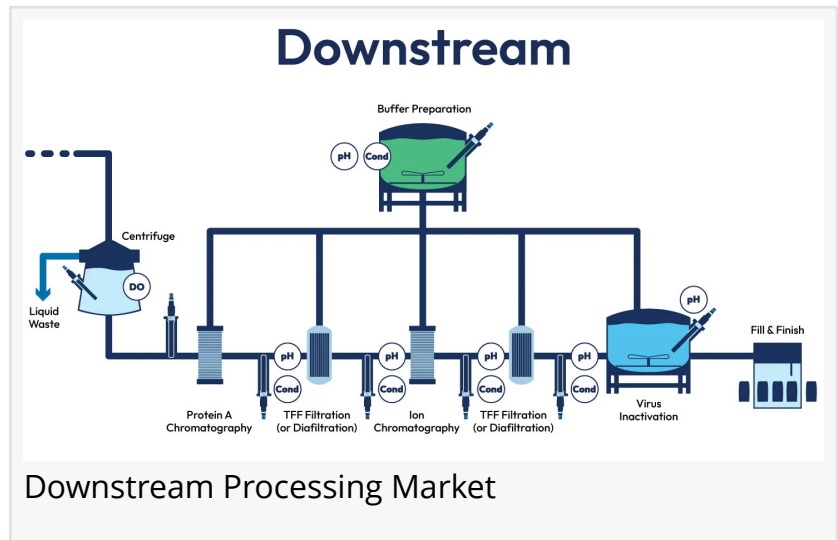 Downstream
Buffer Preparation
pH
Cond
Centrifuge
DO
Liquid
Waste
pH
Fill & Finish
pH
Cond
pH
Cond
pH
Cond
pH
Cond
Protein A
Chromatography
TFF Filtration
(or Diafiltration)
Ion
Chromatography
TFF Filtration
(or Diafiltration)
Virus
Inactivation
Downstream Processing Market